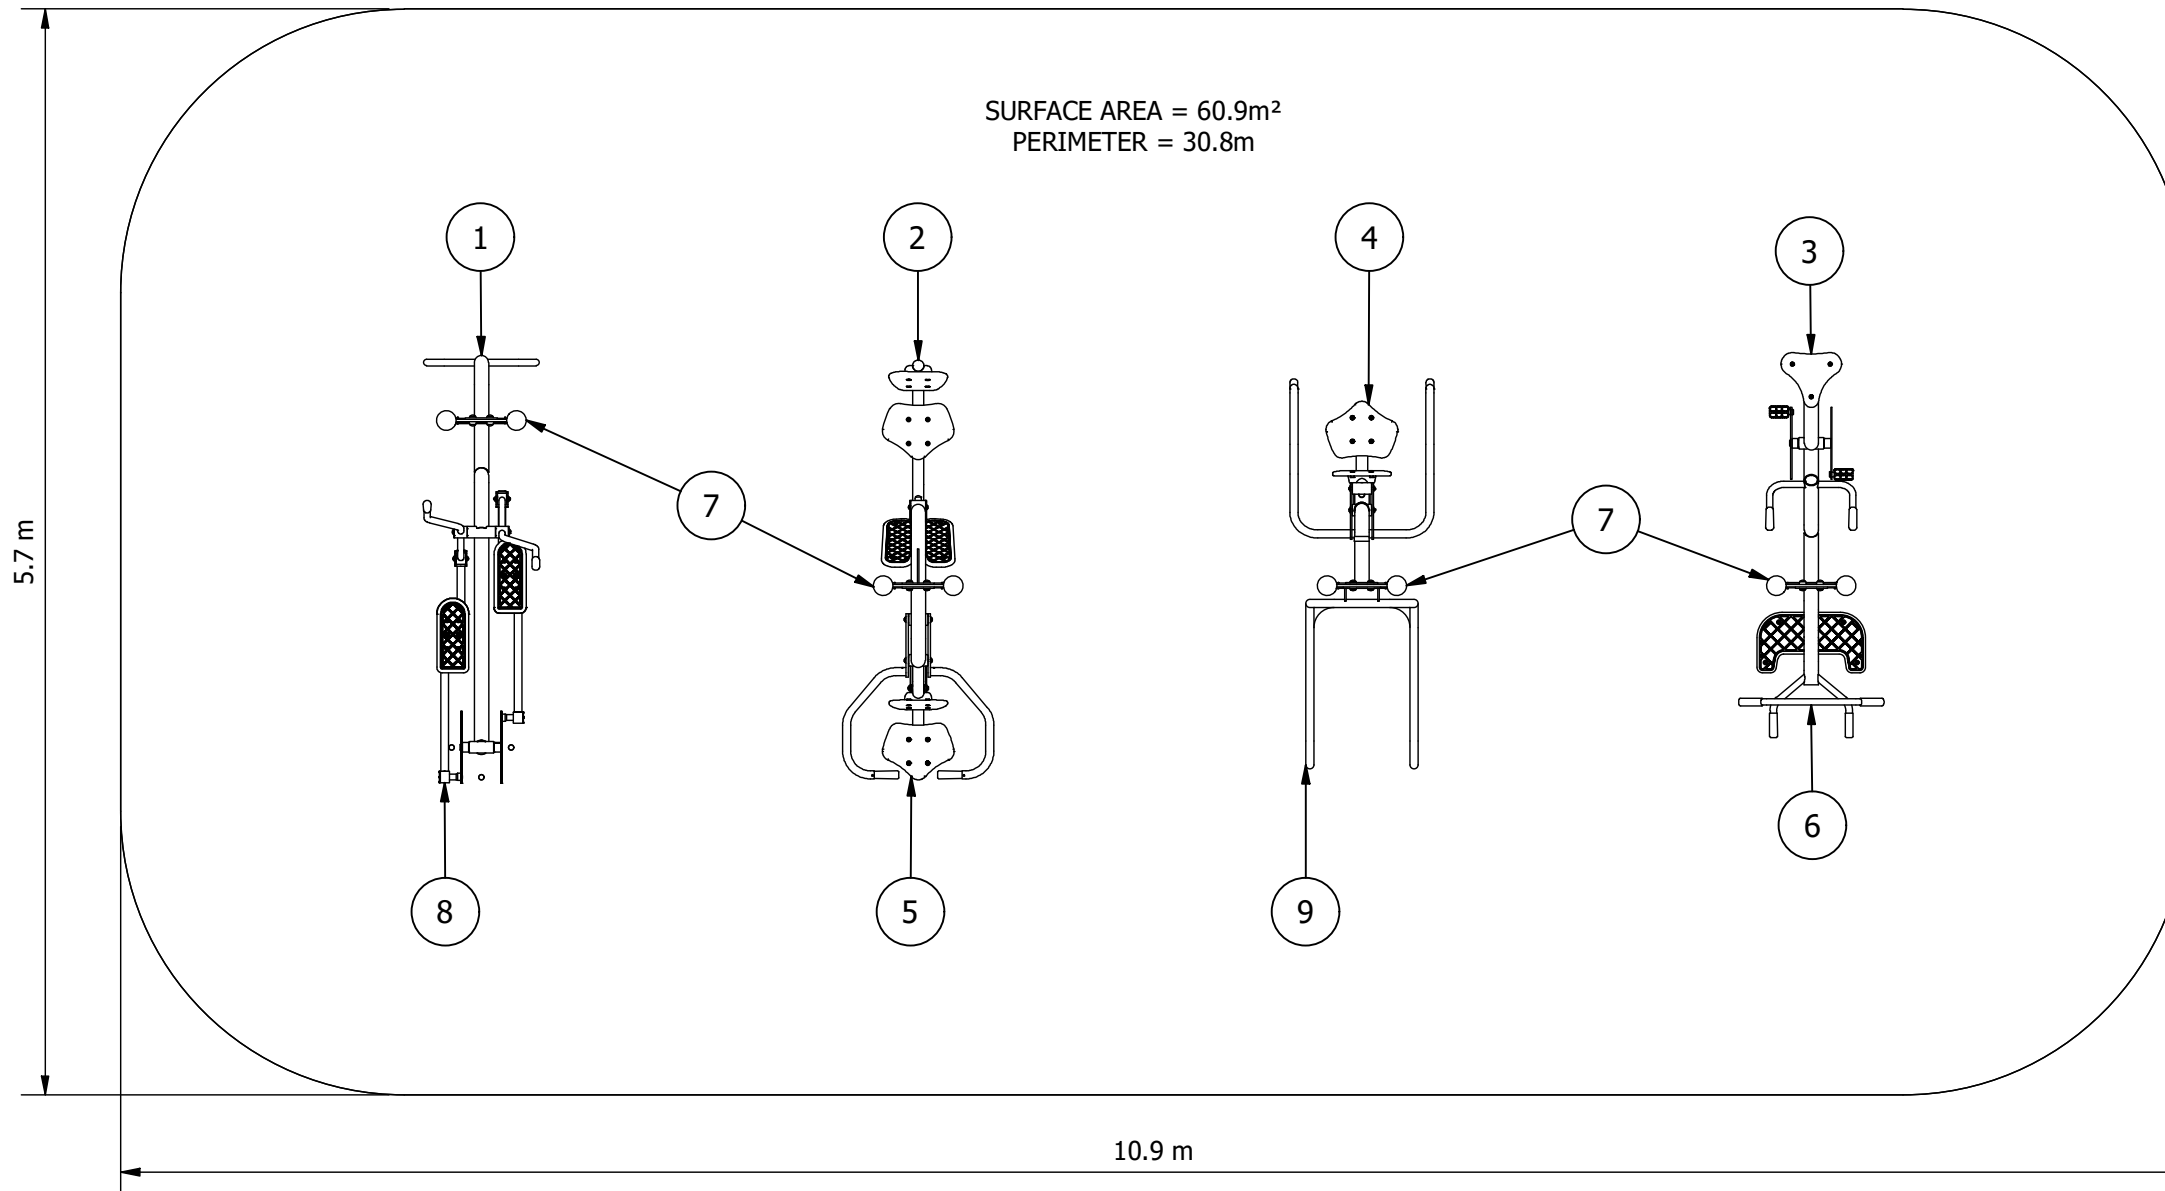 SURFACE AREA = 60.9m²
PERIMETER = 30.8m
1
2
4
3
7
7
5.7 m
6
8
5
9
10.9 m